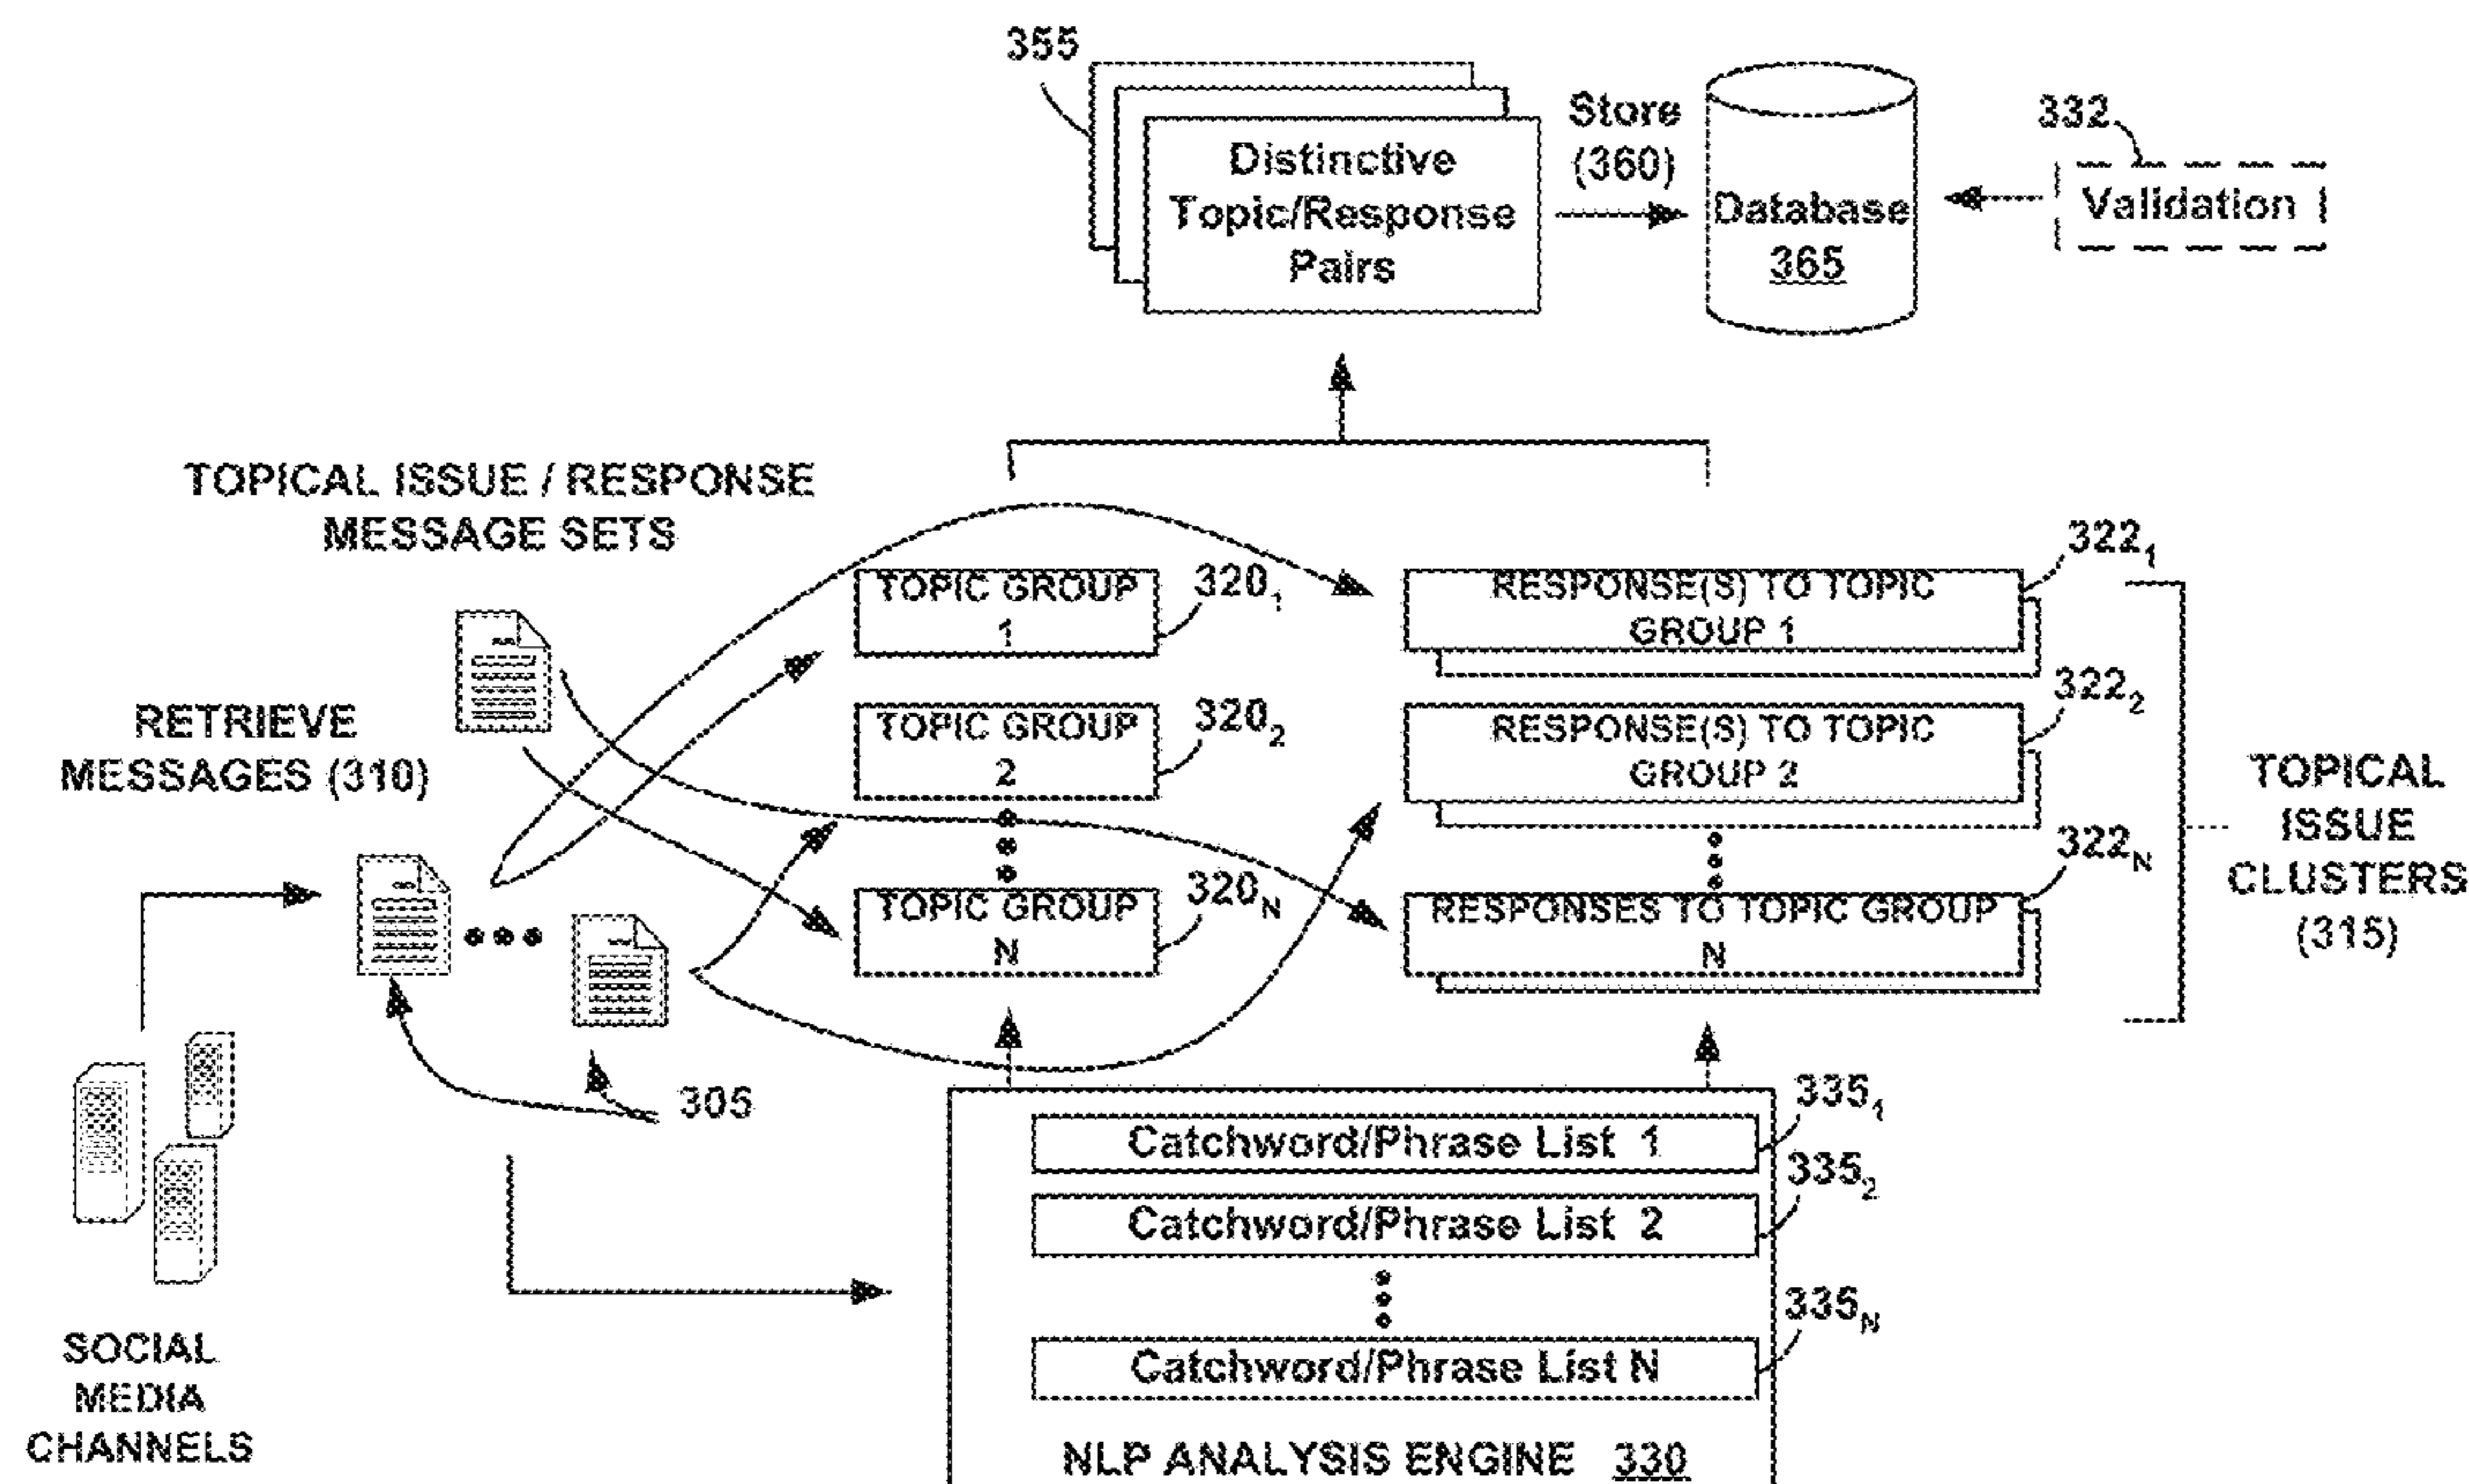 355
Distinctive
Topic/Response
Pairs
Store
(360)
Database
365
332
Validation
TOPICAL ISSUE / RESPONSE
MESSAGE SETS
RETRIEVE
MESSAGES (310)
TOPIC GROUP
1
320₁
RESPONSE(S) TO TOPIC
GROUP 1
322₁
TOPIC GROUP
2
320₂
RESPONSE(S) TO TOPIC
GROUP 2
322₂
TOPIC GROUP
N
320N
RESPONSES TO TOPIC GROUP
N
322N
TOPICAL
ISSUE
CLUSTERS
(315)
305
SOCIAL
MEDIA
CHANNELS
Catchword/Phrase List 1
335₁
Catchword/Phrase List 2
335₂
Catchword/Phrase List N
335N
NLP ANALYSIS ENGINE 330